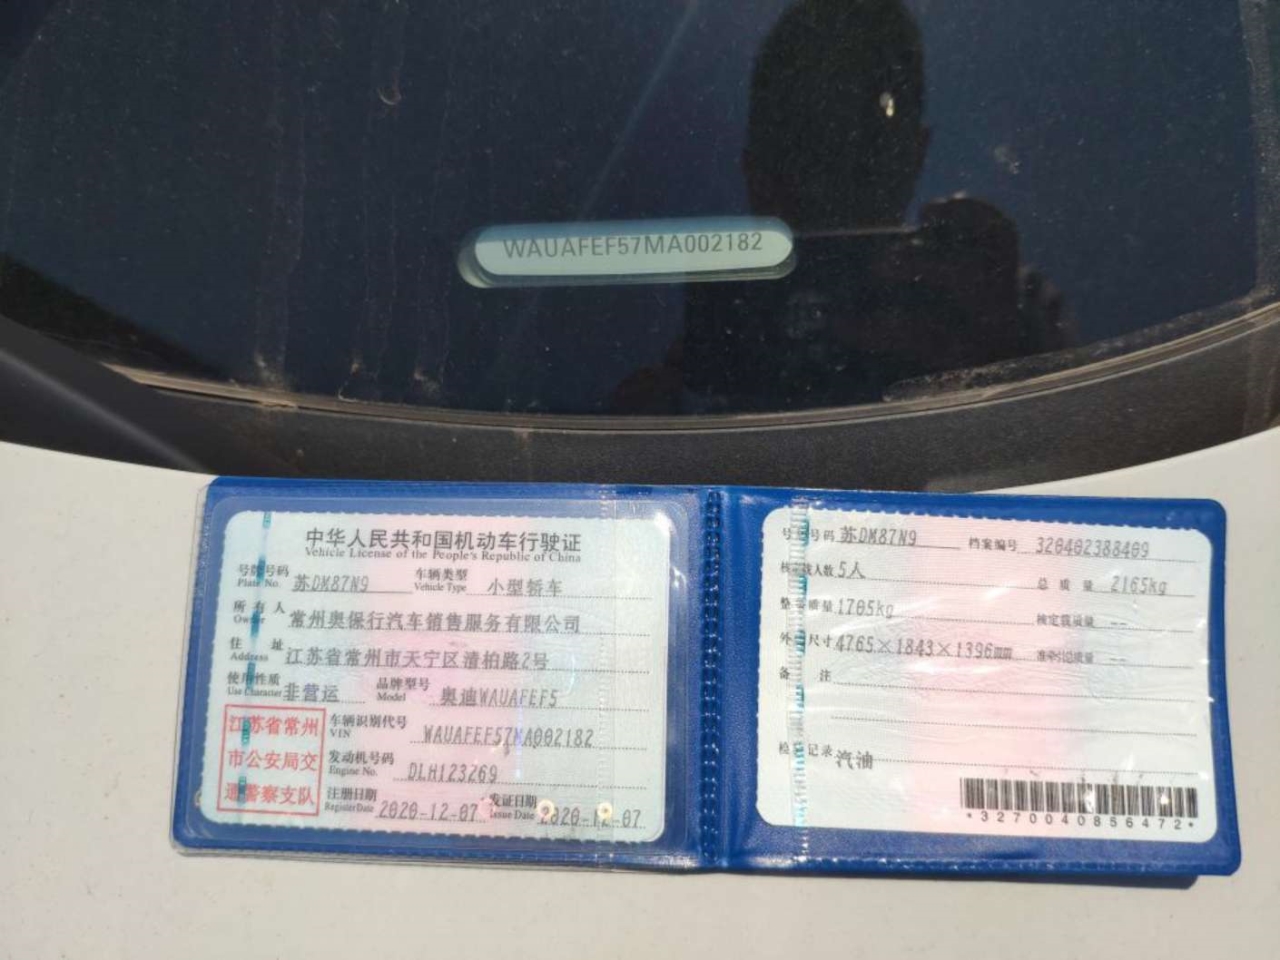 WAUAFEF57MA002182
中华人民共和国机动车行驶证
Vehicle License of the People's Republic of China
号牌号码 Plate No. 苏DM87N9 车辆类型 Vehicle Type 小型轿车
所有人 Owner 常州奥保行汽车销售服务有限公司
住址 Address 江苏省常州市天宁区清柏路2号
使用性质 Use Character 非营运 品牌型号 Model 奥迪WAUAFEF5
车辆识别代号 VIN WAUAFEF57MA002182
发动机号码 Engine No. DLH123269
注册日期 Register Date 2020-12-07 发证日期 Issue Date 2020-12-07
江苏省常州
市公安局交
通警察支队
号牌号码 苏DM87N9 档案编号 320402388409
核定载人数 5人 总质量 2165kg
整备质量 1705kg 核定载质量 --
外廓尺寸 4765×1843×1396mm 准牵引总质量 --
备注
检验记录 汽油
*3270040856472*